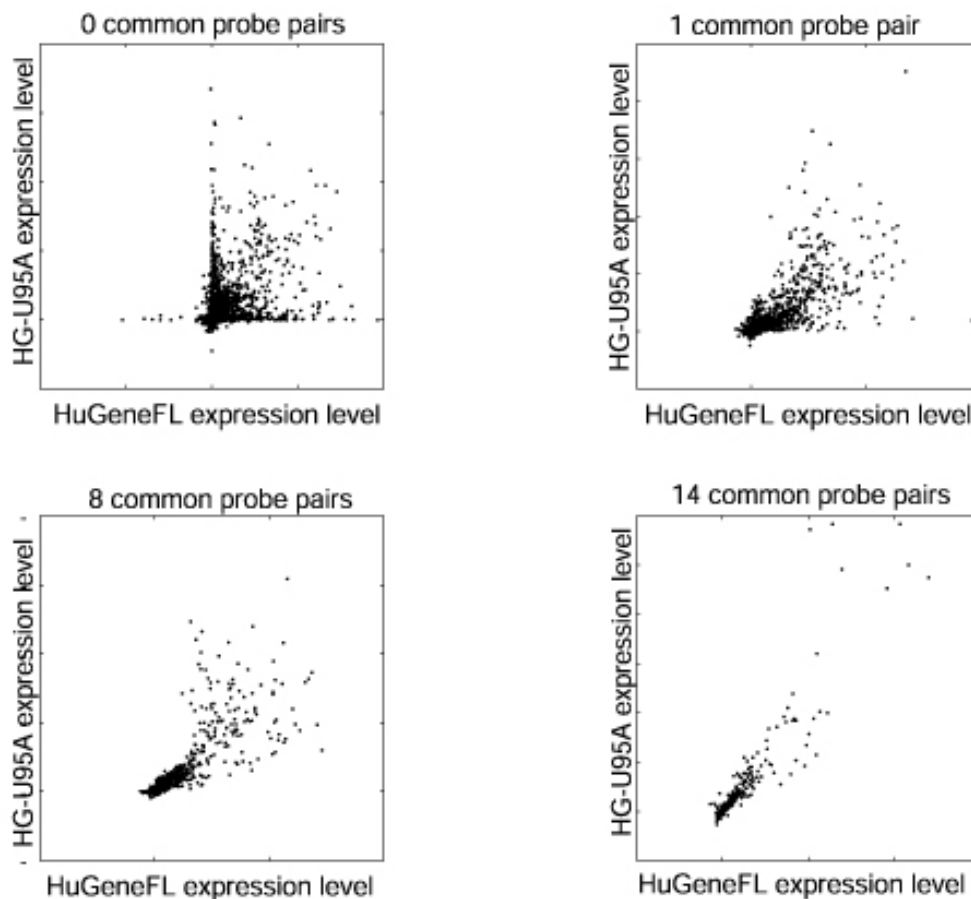 0 common probe pairs
HG-U95A expression level
HuGeneFL expression level
1 common probe pair
HG-U95A expression level
HuGeneFL expression level
8 common probe pairs
HG-U95A expression level
HuGeneFL expression level
14 common probe pairs
HG-U95A expression level
HuGeneFL expression level